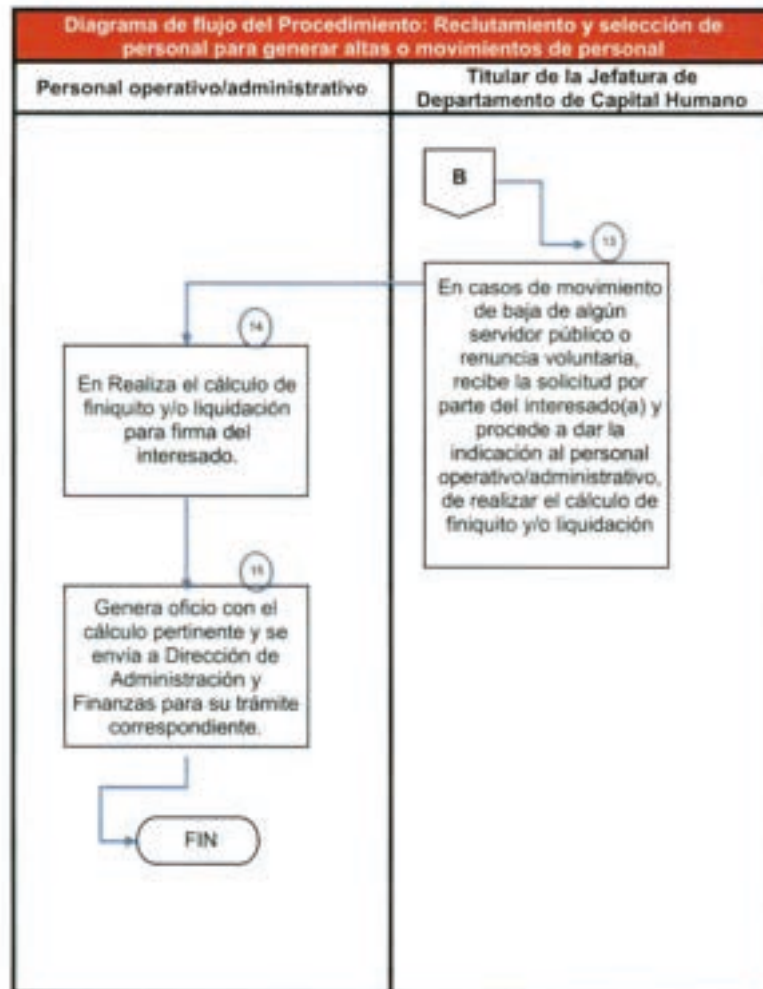 Diagrama de flujo del Procedimiento: Reclutamiento y selección de
personal para generar altas o movimientos de personal
Personal operativo/administrativo
Titular de la Jefatura de
Departamento de Capital Humano
B
13
En casos de movimiento
de baja de algún
servidor público o
renuncia voluntaria,
recibe la solicitud por
parte del interesado(a) y
procede a dar la
indicación al personal
operativo/administrativo,
de realizar el cálculo de
finiquito y/o liquidación
14
En Realiza el cálculo de
finiquito y/o liquidación
para firma del
interesado.
15
Genera oficio con el
cálculo pertinente y se
envía a Dirección de
Administración y
Finanzas para su trámite
correspondiente.
FIN